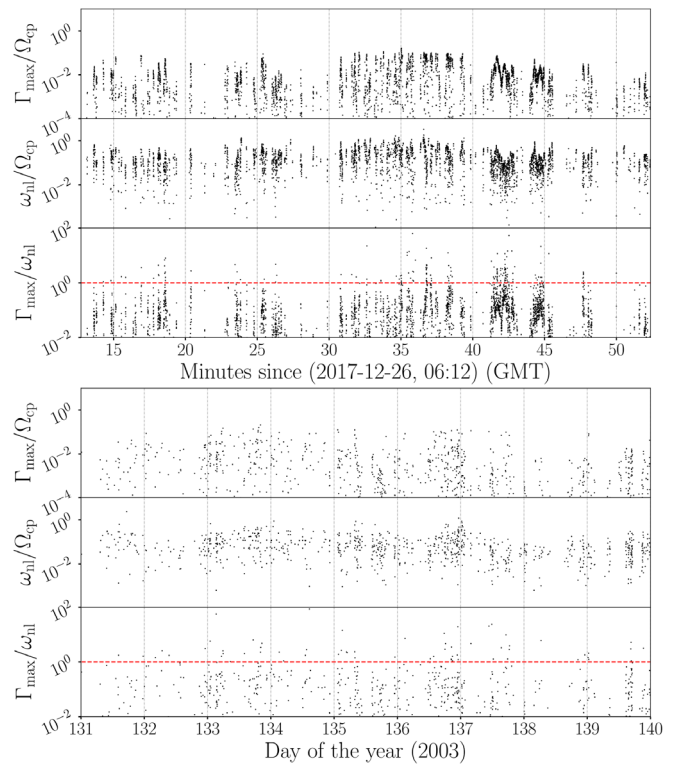 Γmax/Ωcp
10^0
10^−2
10^−4
ωnl/Ωcp
10^0
10^−2
Γmax/ωnl
10^2
10^0
10^−2
15 20 25 30 35 40 45 50
Minutes since (2017-12-26, 06:12) (GMT)
Γmax/Ωcp
10^0
10^−2
10^−4
ωnl/Ωcp
10^0
10^−2
Γmax/ωnl
10^2
10^0
10^−2
131 132 133 134 135 136 137 138 139 140
Day of the year (2003)